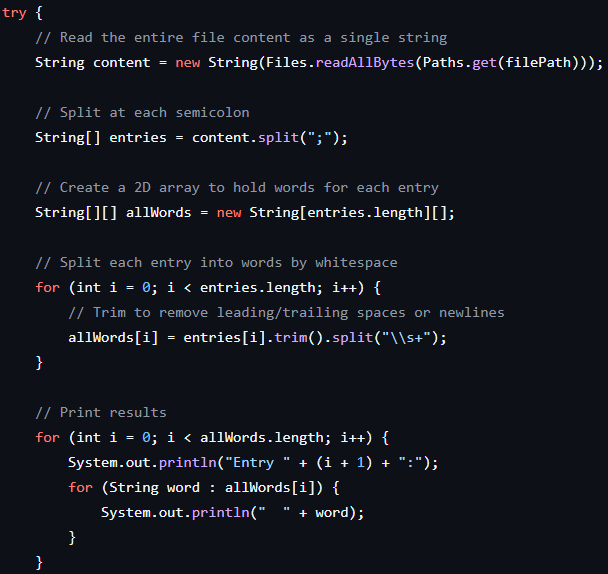 try {
    // Read the entire file content as a single string
    String content = new String(Files.readAllBytes(Paths.get(filePath)));

    // Split at each semicolon
    String[] entries = content.split(";");

    // Create a 2D array to hold words for each entry
    String[][] allWords = new String[entries.length][];

    // Split each entry into words by whitespace
    for (int i = 0; i < entries.length; i++) {
        // Trim to remove leading/trailing spaces or newlines
        allWords[i] = entries[i].trim().split("\\s+");
    }

    // Print results
    for (int i = 0; i < allWords.length; i++) {
        System.out.println("Entry " + (i + 1) + ":");
        for (String word : allWords[i]) {
            System.out.println("  " + word);
        }
    }